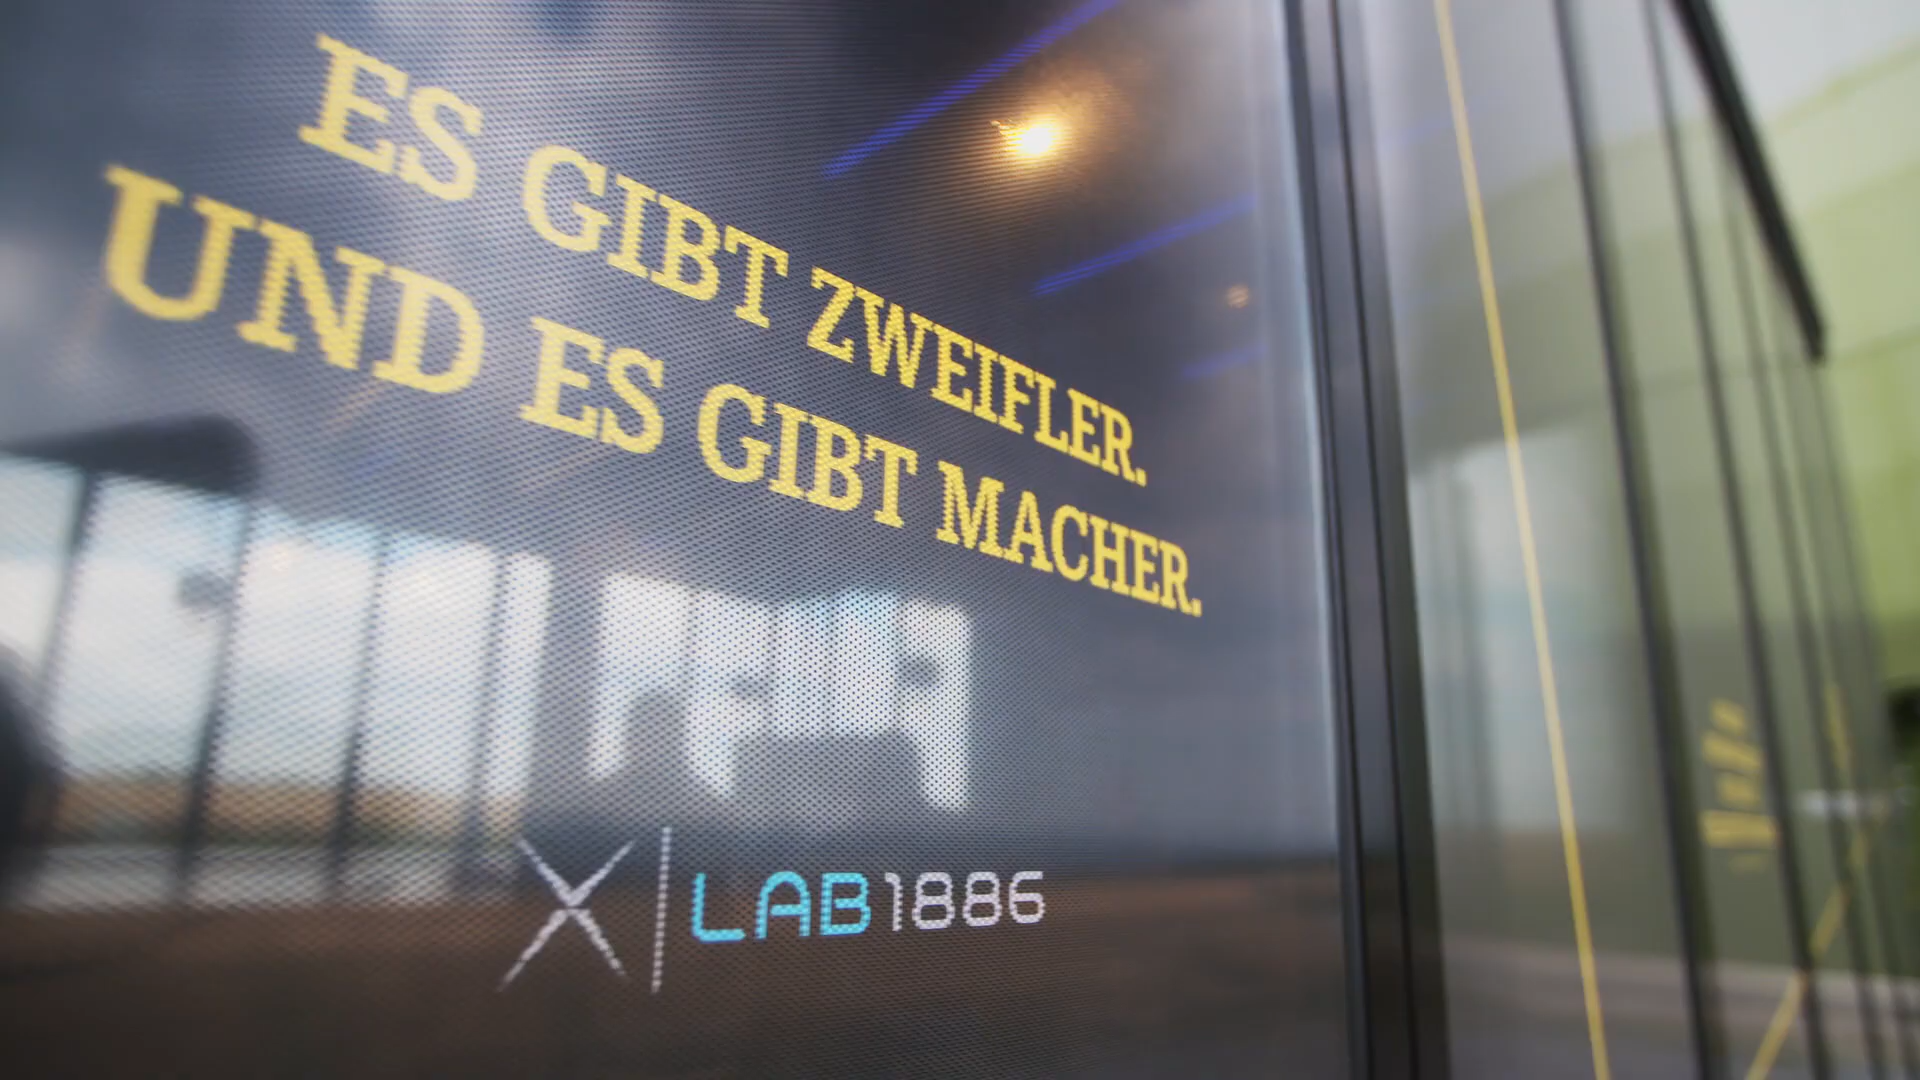 ES GIBT ZWEIFLER.
UND ES GIBT MACHER.
X | LAB1886